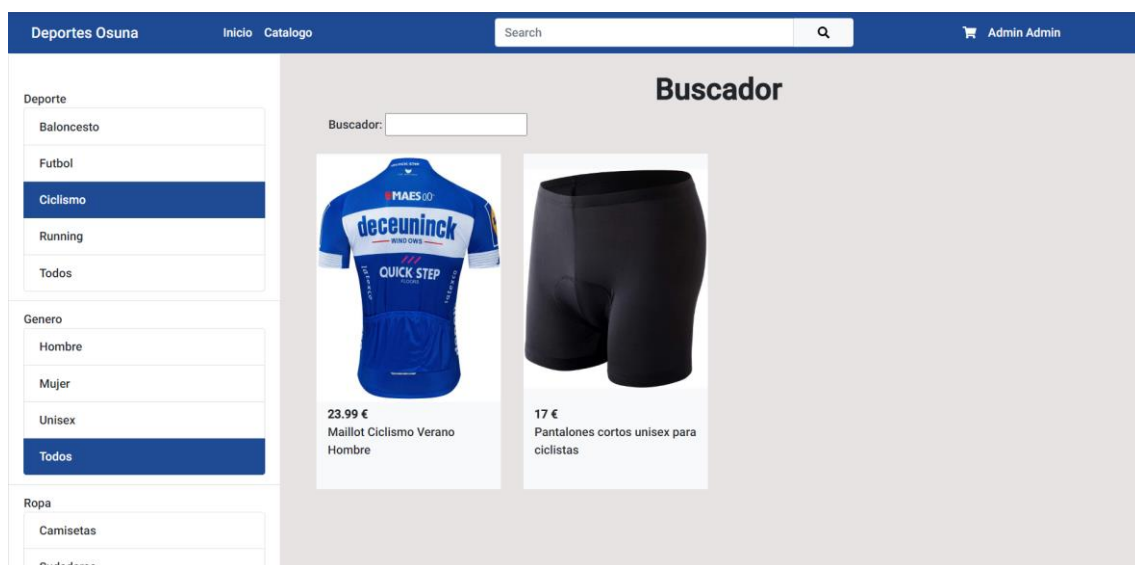 Deportes Osuna
Inicio Catalogo
Search
Admin Admin
Deporte
Baloncesto
Futbol
Ciclismo
Running
Todos
Genero
Hombre
Mujer
Unisex
Todos
Ropa
Camisetas
Buscador
Buscador:
MAES
deceuninck
WINDOWS
QUICK STEP
FLOORS
23.99 €
Maillot Ciclismo Verano
Hombre
17 €
Pantalones cortos unisex para
ciclistas